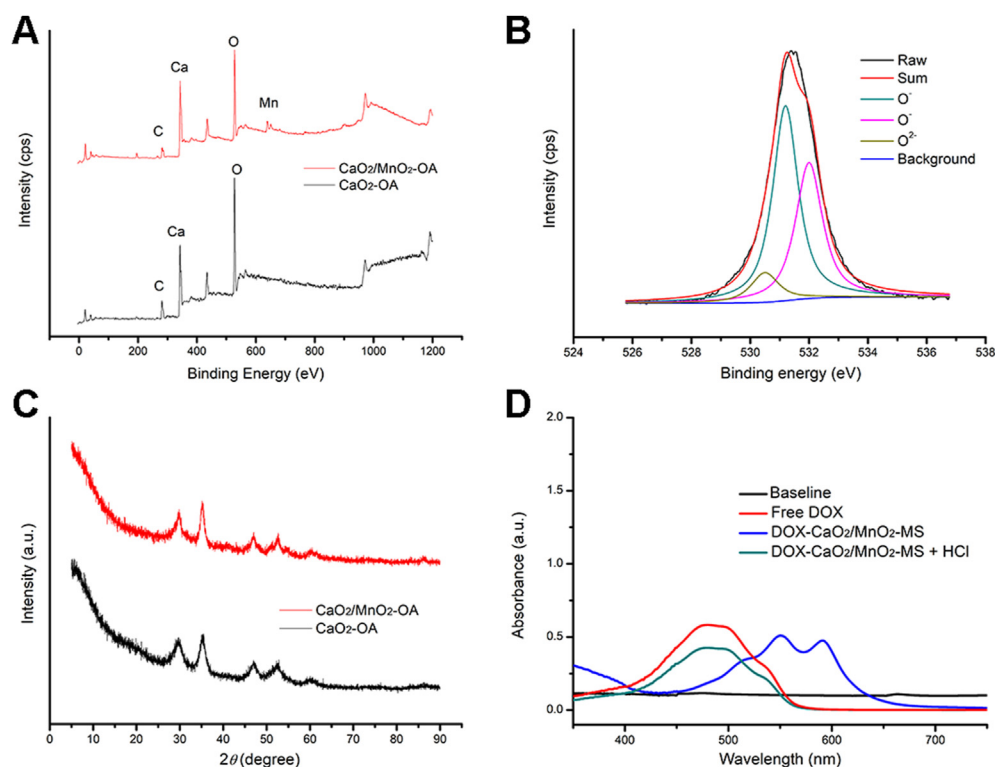 A
Intensity (cps)
C
Ca
O
Mn
CaO₂/MnO₂-OA
CaO₂-OA
C
Ca
O
0 200 400 600 800 1000 1200
Binding Energy (eV)
B
Intensity (cps)
Raw
Sum
O⁻
O⁻
O²⁻
Background
524 526 528 530 532 534 536 538
Binding energy (eV)
C
Intensity (a.u.)
CaO₂/MnO₂-OA
CaO₂-OA
0 10 20 30 40 50 60 70 80 90
2θ (degree)
D
Absorbance (a.u.)
2.0
1.5
1.0
0.5
0.0
Baseline
Free DOX
DOX-CaO₂/MnO₂-MS
DOX-CaO₂/MnO₂-MS + HCl
400 500 600 700
Wavelength (nm)